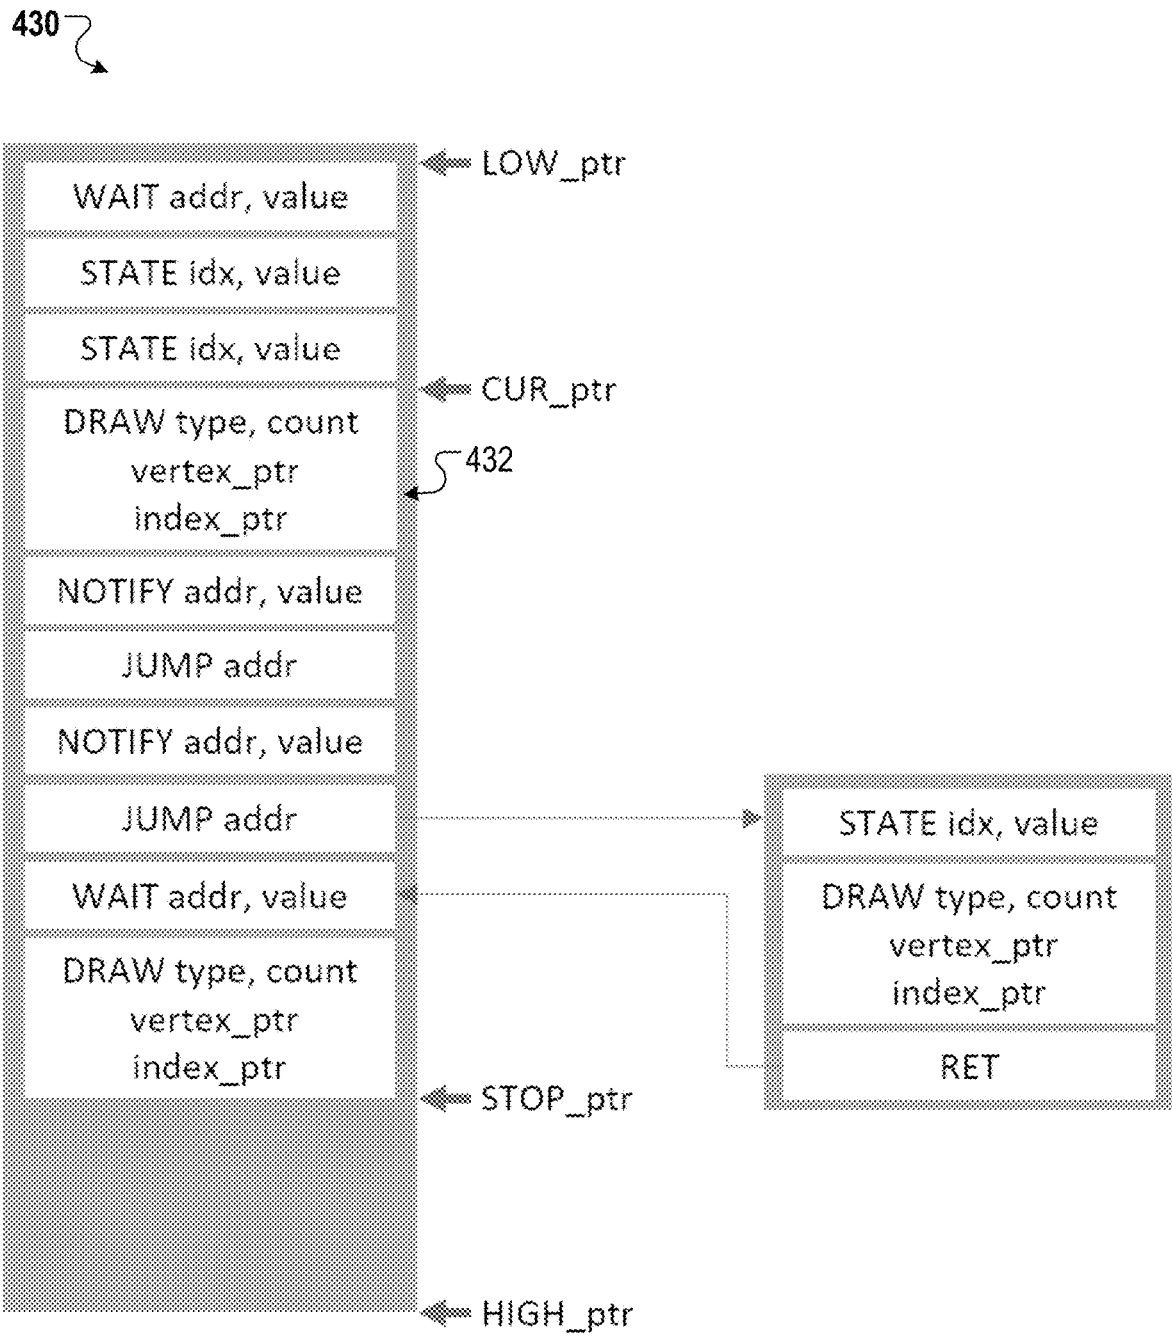 430
LOW_ptr
WAIT addr, value
STATE idx, value
STATE idx, value
CUR_ptr
DRAW type, count
vertex_ptr
index_ptr
432
NOTIFY addr, value
JUMP addr
NOTIFY addr, value
JUMP addr
WAIT addr, value
DRAW type, count
vertex_ptr
index_ptr
STOP_ptr
HIGH_ptr
STATE idx, value
DRAW type, count
vertex_ptr
index_ptr
RET